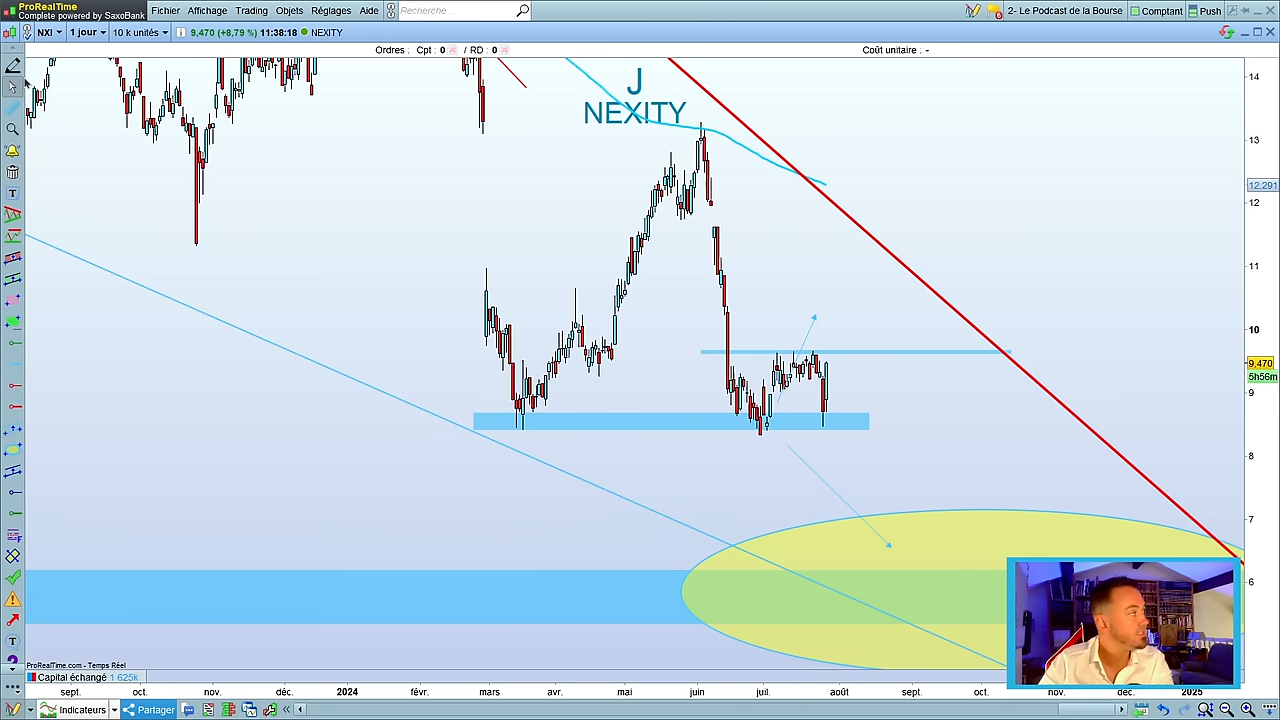 ProRealTime
Complete powered by SaxoBank
Fichier Affichage Trading Objets Réglages Aide Recherche... 2- Le Podcast de la Bourse Comptant Push
NXI 1 jour 10 k unités 9,470 (+8,79 %) 11:38:18 NEXITY
Ordres : Cpt : 0 / RD : 0 Coût unitaire : -
J
NEXITY
14
13
12,291
12
11
10
9,470
5h56m
9
8
7
6
ProRealTime.com - Temps Réel
Capital échangé 1 625k
sept. oct. nov. déc. 2024 févr. mars avr. mai juin juil. août sept. oct. nov. déc. 2025
Indicateurs Partager